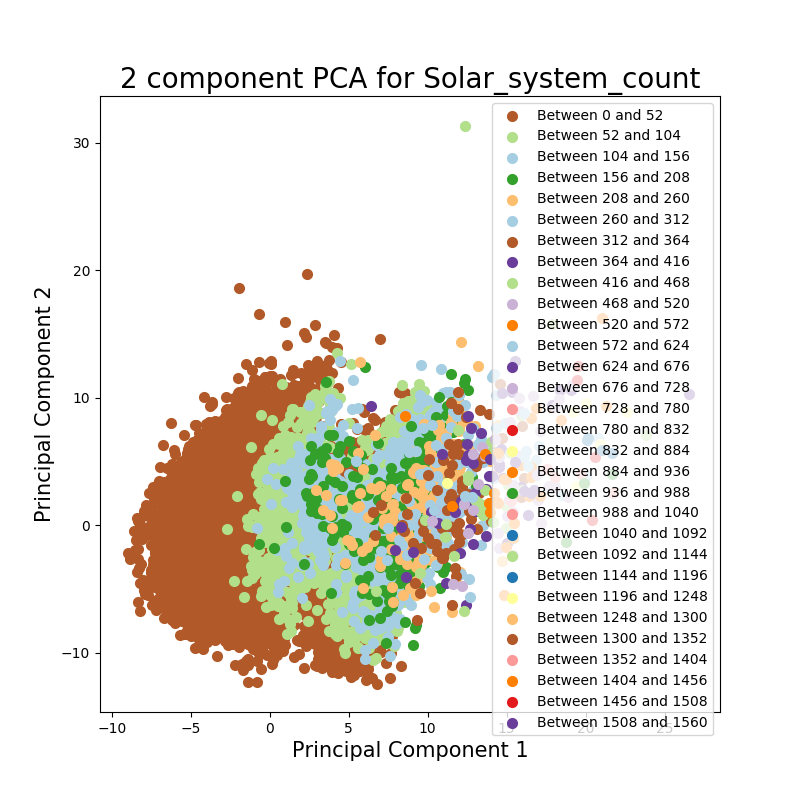 2 component PCA for Solar_system_count
Between 0 and 52
Between 52 and 104
Between 104 and 156
Between 156 and 208
Between 208 and 260
Between 260 and 312
Between 312 and 364
Between 364 and 416
Between 416 and 468
Between 468 and 520
Between 520 and 572
Between 572 and 624
Between 624 and 676
Between 676 and 728
Between 728 and 780
Between 780 and 832
Between 832 and 884
Between 884 and 936
Between 936 and 988
Between 988 and 1040
Between 1040 and 1092
Between 1092 and 1144
Between 1144 and 1196
Between 1196 and 1248
Between 1248 and 1300
Between 1300 and 1352
Between 1352 and 1404
Between 1404 and 1456
Between 1456 and 1508
Between 1508 and 1560
30
20
10
0
−10
Principal Component 2
−10 −5 0 5 10 15 20 25
Principal Component 1